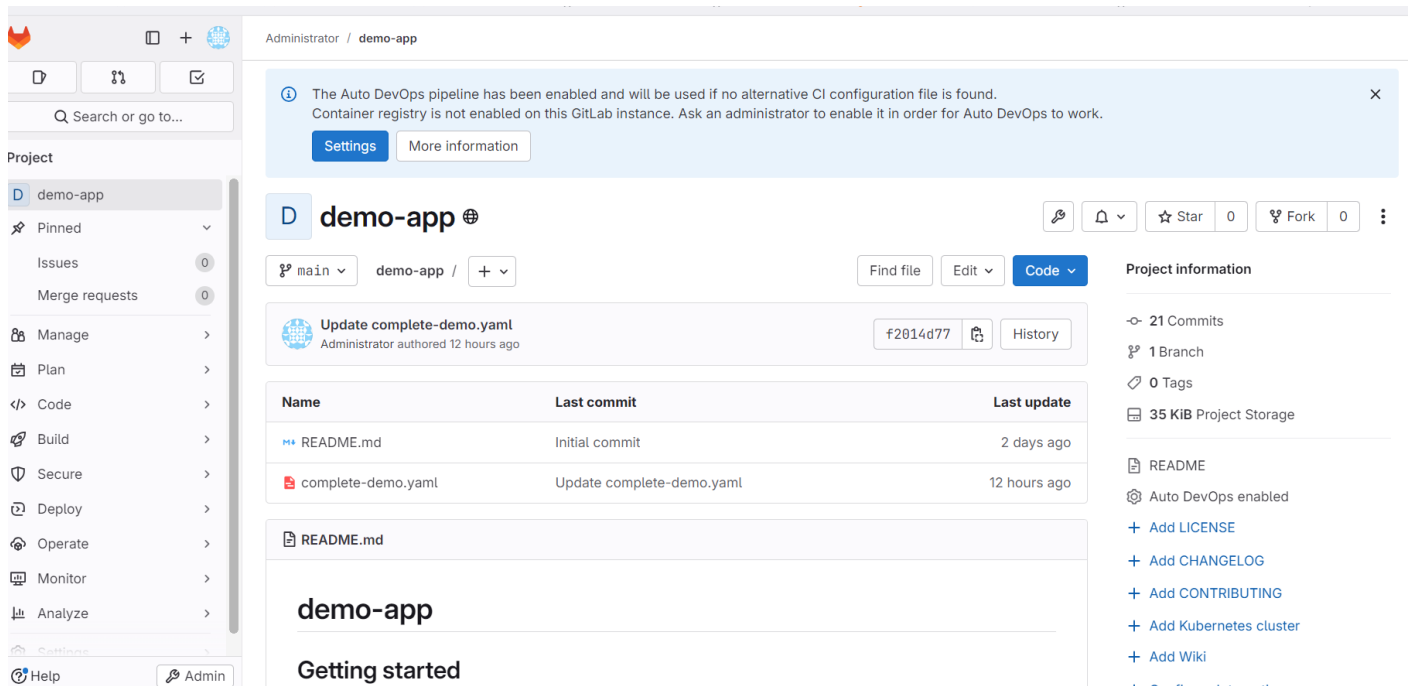 Administrator / demo-app
Search or go to...
Project
D demo-app
Pinned
Issues 0
Merge requests 0
Manage
Plan
Code
Build
Secure
Deploy
Operate
Monitor
Analyze
Settings
Help
Admin
The Auto DevOps pipeline has been enabled and will be used if no alternative CI configuration file is found.
Container registry is not enabled on this GitLab instance. Ask an administrator to enable it in order for Auto DevOps to work.
Settings More information
D demo-app
Star 0 Fork 0
main demo-app / +
Find file Edit Code
Update complete-demo.yaml
Administrator authored 12 hours ago
f2014d77 History
Name Last commit Last update
README.md Initial commit 2 days ago
complete-demo.yaml Update complete-demo.yaml 12 hours ago
README.md
demo-app
Getting started
Project information
21 Commits
1 Branch
0 Tags
35 KiB Project Storage
README
Auto DevOps enabled
+ Add LICENSE
+ Add CHANGELOG
+ Add CONTRIBUTING
+ Add Kubernetes cluster
+ Add Wiki